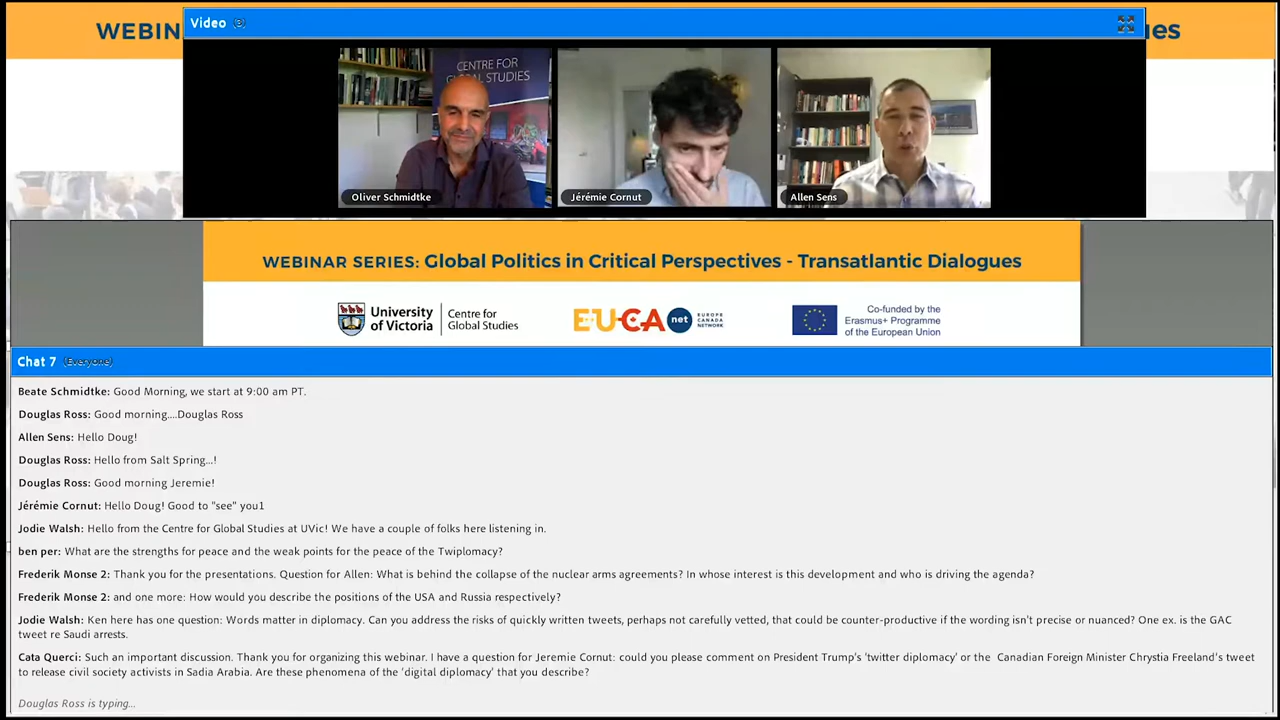 WEBIN
ies
Video (3)
CENTRE FOR
GLOBAL STUDIES
Oliver Schmidtke
Jérémie Cornut
Allen Sens
WEBINAR SERIES: Global Politics in Critical Perspectives - Transatlantic Dialogues
University of Victoria
Centre for Global Studies
EU-CA net
EUROPE CANADA NETWORK
Co-funded by the
Erasmus+ Programme
of the European Union
Chat 7 (Everyone)
Beate Schmidtke: Good Morning, we start at 9:00 am PT.
Douglas Ross: Good morning....Douglas Ross
Allen Sens: Hello Doug!
Douglas Ross: Hello from Salt Spring...!
Douglas Ross: Good morning Jeremie!
Jérémie Cornut: Hello Doug! Good to "see" you1
Jodie Walsh: Hello from the Centre for Global Studies at UVic! We have a couple of folks here listening in.
ben per: What are the strengths for peace and the weak points for the peace of the Twiplomacy?
Frederik Monse 2: Thank you for the presentations. Question for Allen: What is behind the collapse of the nuclear arms agreements? In whose interest is this development and who is driving the agenda?
Frederik Monse 2: and one more: How would you describe the positions of the USA and Russia respectively?
Jodie Walsh: Ken here has one question: Words matter in diplomacy. Can you address the risks of quickly written tweets, perhaps not carefully vetted, that could be counter-productive if the wording isn't precise or nuanced? One ex. is the GAC
tweet re Saudi arrests.
Cata Querci: Such an important discussion. Thank you for organizing this webinar. I have a question for Jeremie Cornut: could you please comment on President Trump's 'twitter diplomacy' or the Canadian Foreign Minister Chrystia Freeland's tweet
to release civil society activists in Sadia Arabia. Are these phenomena of the 'digital diplomacy' that you describe?
Douglas Ross is typing...